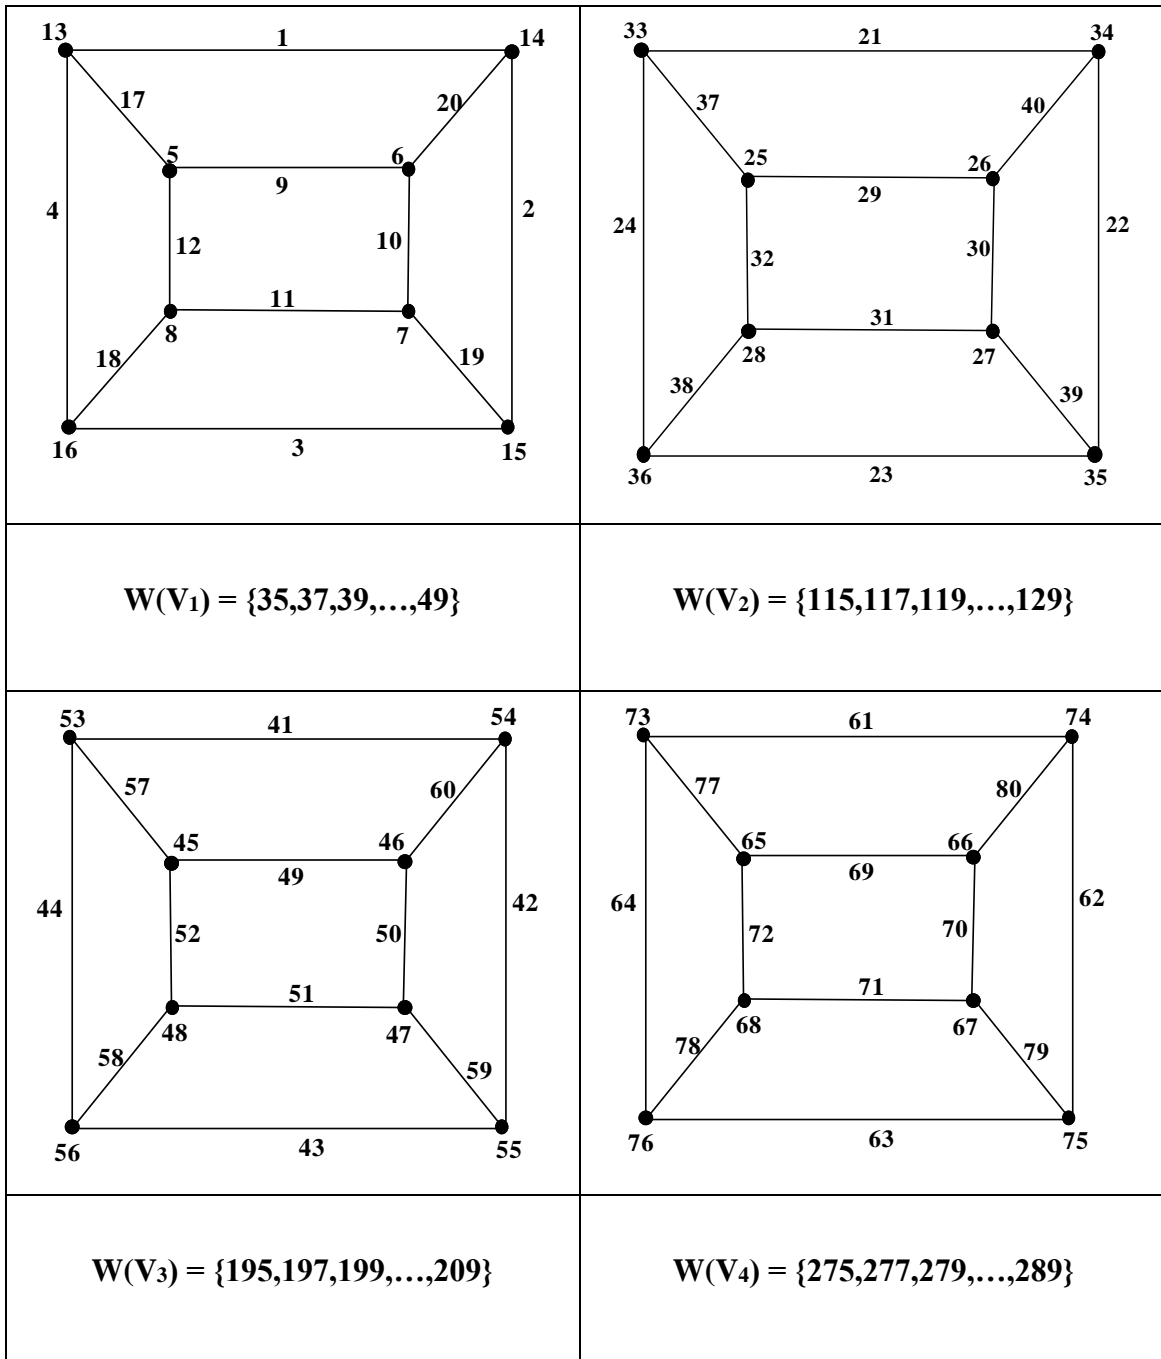 13 1 14
17 20
5 6
9
4 2
12 10
11
8 7
18 19
16 3 15
33 21 34
37 40
25 26
29
24 22
32 30
31
28 27
38 39
36 23 35
W(V₁) = {35,37,39,…,49}
W(V₂) = {115,117,119,…,129}
53 41 54
57 60
45 46
49
44 42
52 50
51
48 47
58 59
56 43 55
73 61 74
77 80
65 66
69
64 62
72 70
71
68 67
78 79
76 63 75
W(V₃) = {195,197,199,…,209}
W(V₄) = {275,277,279,…,289}